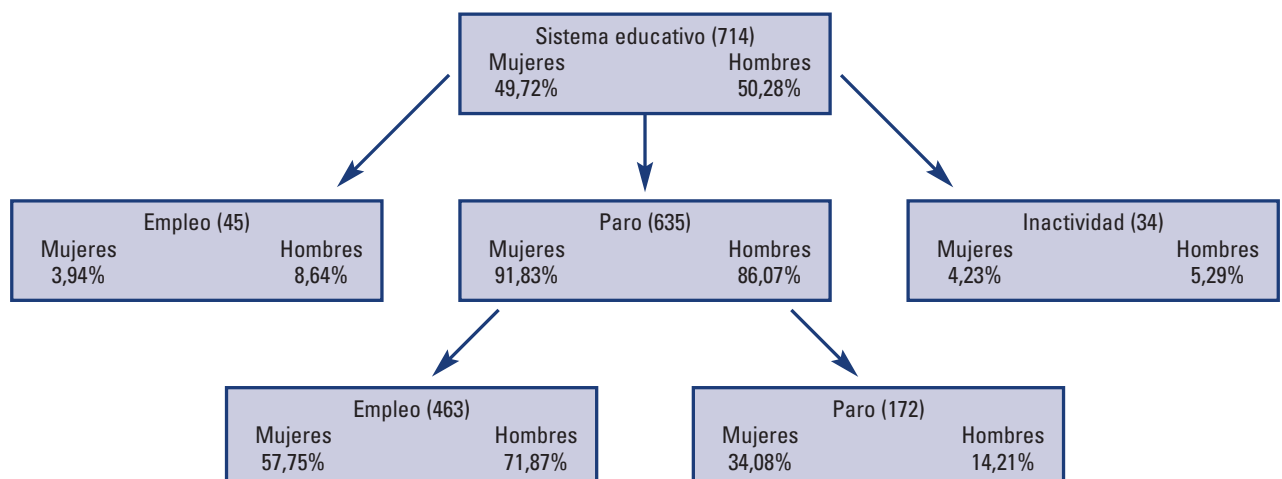 Sistema educativo (714)
Mujeres Hombres
49,72% 50,28%
Empleo (45)
Mujeres Hombres
3,94% 8,64%
Paro (635)
Mujeres Hombres
91,83% 86,07%
Inactividad (34)
Mujeres Hombres
4,23% 5,29%
Empleo (463)
Mujeres Hombres
57,75% 71,87%
Paro (172)
Mujeres Hombres
34,08% 14,21%